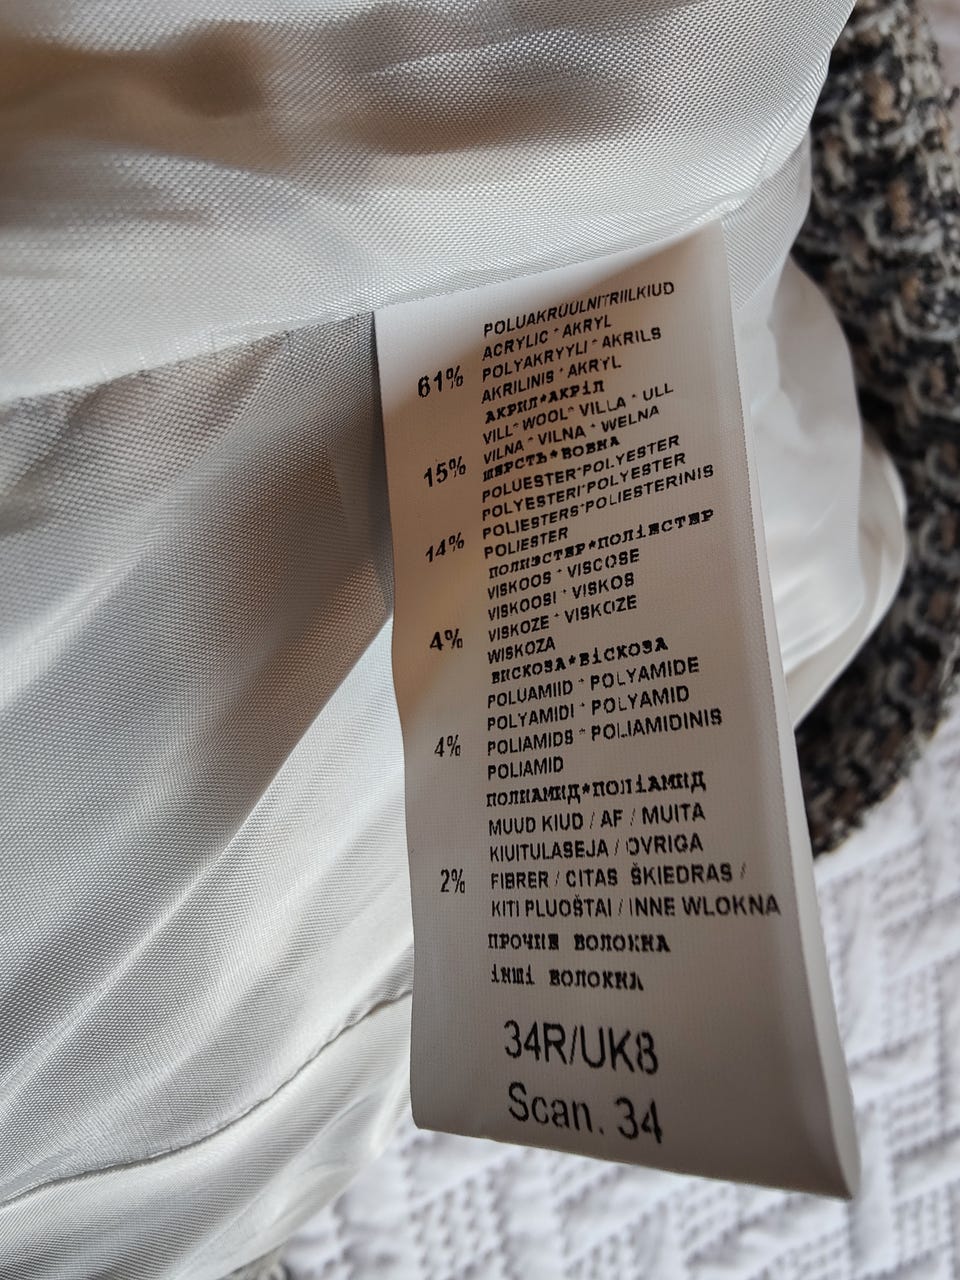 POLUAKRÜÜLNITRIILKIUD
ACRYLIC * AKRYL
61% POLYAKRYYLI * AKRILS
AKRILINIS * AKRYL
АКРИЛ*АКРІЛ
VILL* WOOL* VILLA * ULL
15% VILNA * VILNA * WELNA
ШЕРСТЬ*ВОВНА
POLUESTER*POLYESTER
POLYESTERI*POLYESTER
POLIESTERS*POLIESTERINIS
14% POLIESTER
ПОЛИЭСТЕР*ПОЛІЕСТЕР
VISKOOS * VISCOSE
VISKOOSI * VISKOS
4% VISKOZE * VISKOZE
WISKOZA
ВИСКОЗА*ВІСКОЗА
POLUAMIID * POLYAMIDE
POLYAMIDI * POLYAMID
4% POLIAMIDS * POLIAMIDINIS
POLIAMID
ПОЛИАМИД*ПОЛІАМИД
MUUD KIUD / AF / MUITA
KIUITULASEJA / OVRIGA
2% FIBRER / CITAS ŠKIEDRAS /
KITI PLUOŠTAI / INNE WLOKNA
ПРОЧИЕ ВОЛОКНА
ІНШІ ВОЛОКНА
34R/UK8
Scan. 34